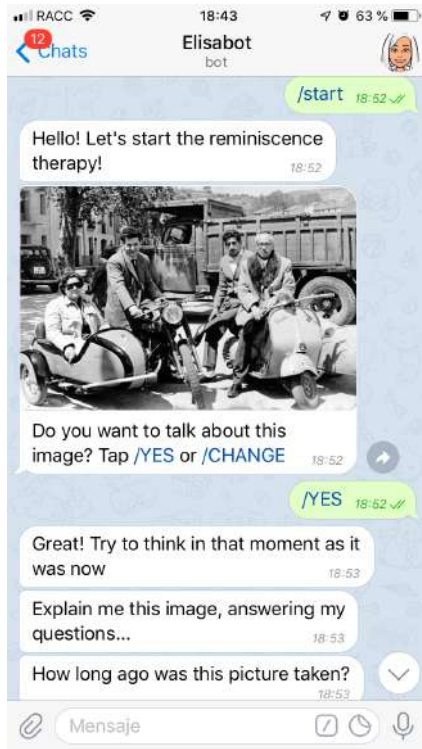 RACC 18:43 63 %
12
Chats
Elisabot
bot
/start 18:52
Hello! Let's start the reminiscence
therapy!
18:52
Do you want to talk about this
image? Tap /YES or /CHANGE 18:52
/YES 18:52
Great! Try to think in that moment as it
was now
18:53
Explain me this image, answering my
questions...
18:53
How long ago was this picture taken?
18:53
Mensaje